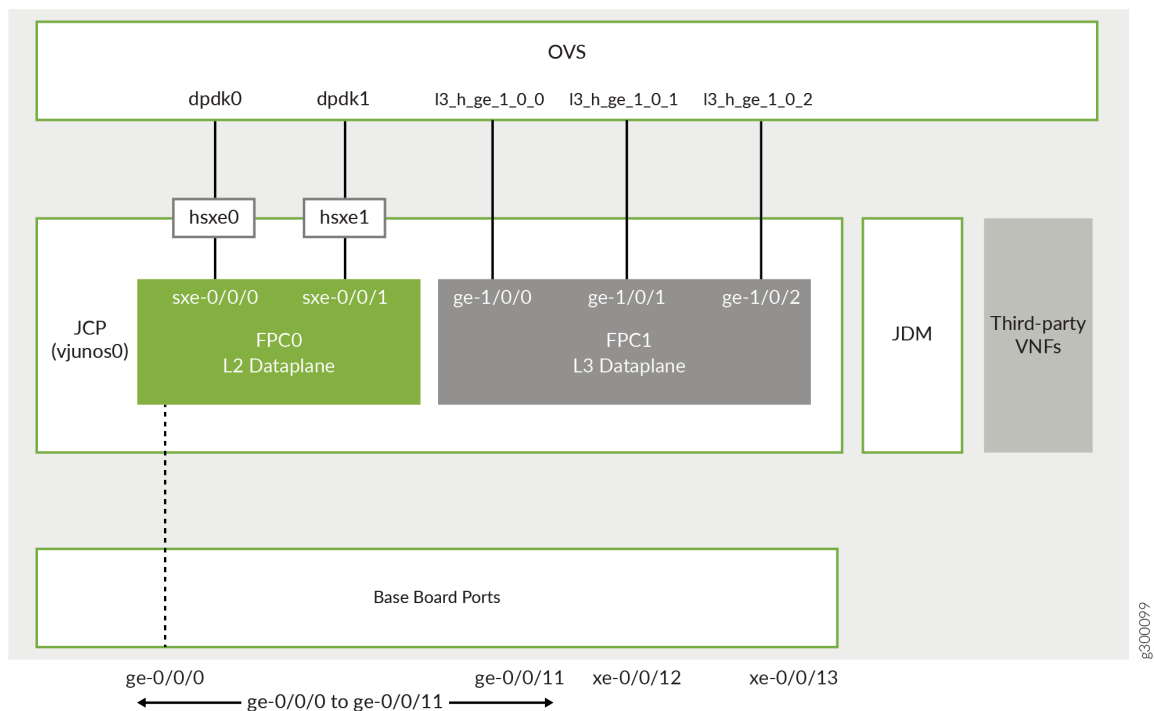 OVS
dpdk0 dpdk1 l3_h_ge_1_0_0 l3_h_ge_1_0_1 l3_h_ge_1_0_2
hsxe0 hsxe1
sxe-0/0/0 sxe-0/0/1 ge-1/0/0 ge-1/0/1 ge-1/0/2
JCP
(vjunos0)
FPC0
L2 Dataplane
FPC1
L3 Dataplane
JDM
Third-party
VNFs
Base Board Ports
g300099
ge-0/0/0 ge-0/0/11 xe-0/0/12 xe-0/0/13
ge-0/0/0 to ge-0/0/11